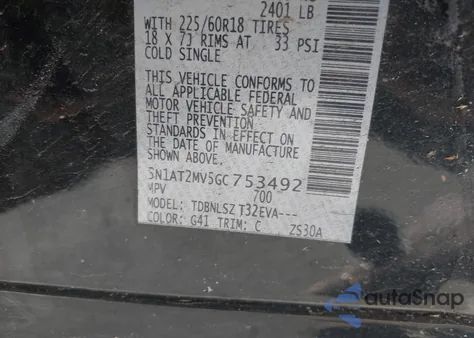 2401 LB
WITH 225/60R18 TIRES
18 X 7J RIMS AT 33 PSI
COLD SINGLE
THIS VEHICLE CONFORMS TO
ALL APPLICABLE FEDERAL
MOTOR VEHICLE SAFETY AND
THEFT PREVENTION
STANDARDS IN EFFECT ON
THE DATE OF MANUFACTURE
SHOWN ABOVE.
5N1AT2MV5GC753492
MPV 700
MODEL: TDBNLSZ T32EVA---
COLOR: G41 TRIM: C ZS30A
autoSnap